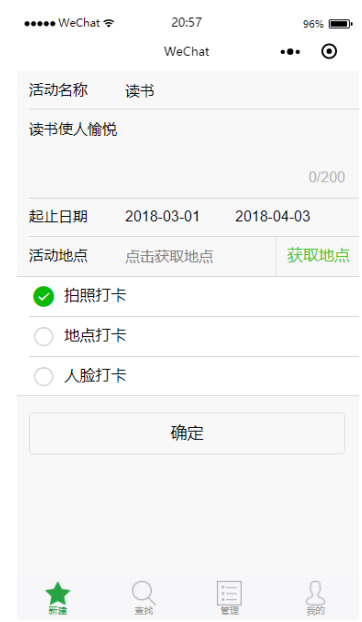 WeChat 20:57 96%
WeChat
活动名称 读书
读书使人愉悦
0/200
起止日期 2018-03-01 2018-04-03
活动地点 点击获取地点 获取地点
拍照打卡
地点打卡
人脸打卡
确定
新建 查找 管理 我的